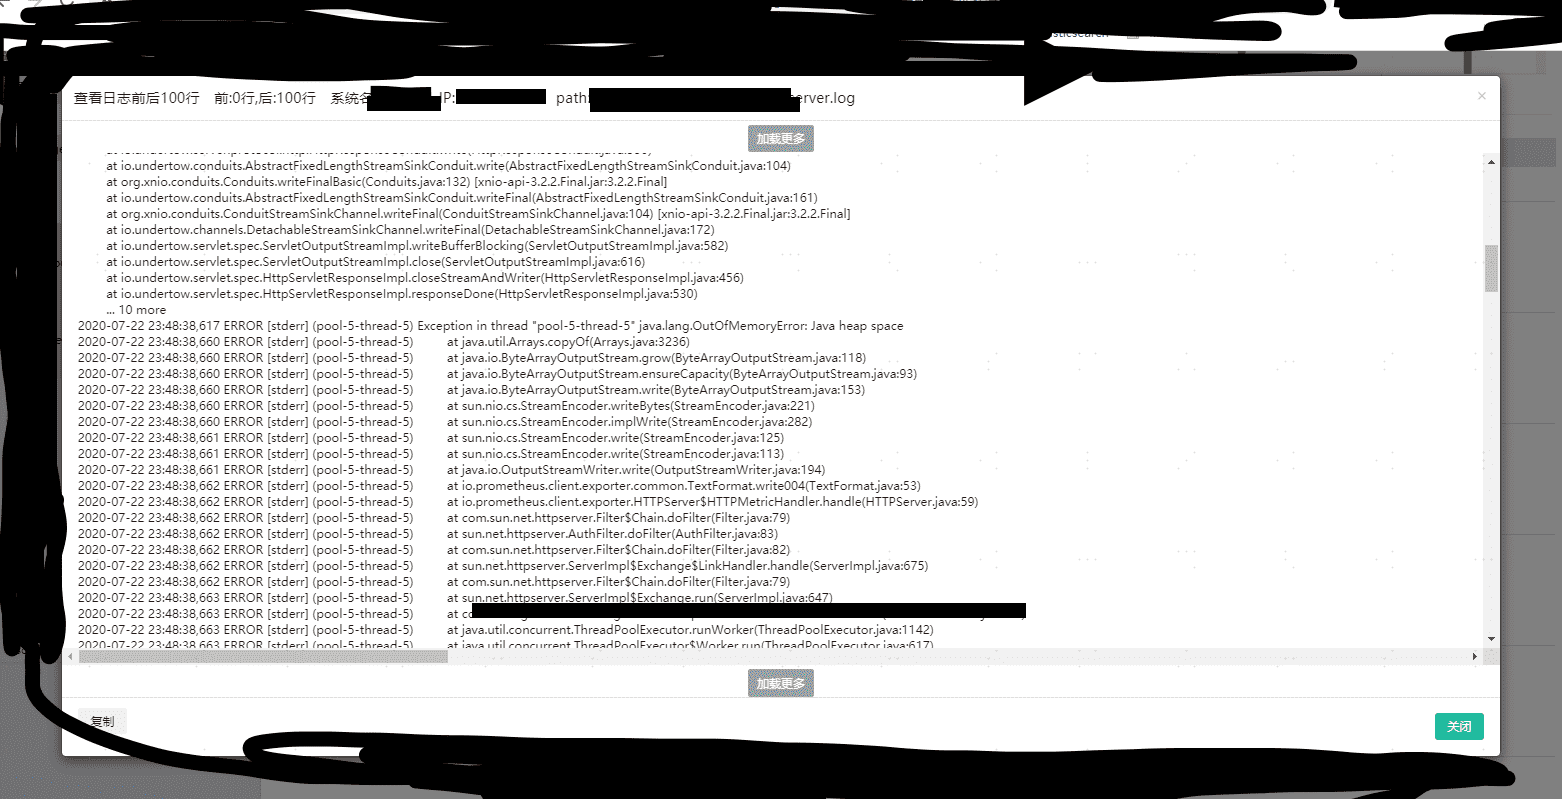 查看日志前后100行 前:0行,后:100行 系统名 IP: path: erver.log
×
加载更多
at io.undertow.conduits.AbstractFixedLengthStreamSinkConduit.write(AbstractFixedLengthStreamSinkConduit.java:104)
at org.xnio.conduits.Conduits.writeFinalBasic(Conduits.java:132) [xnio-api-3.2.2.Final.jar:3.2.2.Final]
at io.undertow.conduits.AbstractFixedLengthStreamSinkConduit.writeFinal(AbstractFixedLengthStreamSinkConduit.java:161)
at org.xnio.conduits.ConduitStreamSinkChannel.writeFinal(ConduitStreamSinkChannel.java:104) [xnio-api-3.2.2.Final.jar:3.2.2.Final]
at io.undertow.channels.DetachableStreamSinkChannel.writeFinal(DetachableStreamSinkChannel.java:172)
at io.undertow.servlet.spec.ServletOutputStreamImpl.writeBufferBlocking(ServletOutputStreamImpl.java:582)
at io.undertow.servlet.spec.ServletOutputStreamImpl.close(ServletOutputStreamImpl.java:616)
at io.undertow.servlet.spec.HttpServletResponseImpl.closeStreamAndWriter(HttpServletResponseImpl.java:456)
at io.undertow.servlet.spec.HttpServletResponseImpl.responseDone(HttpServletResponseImpl.java:530)
... 10 more
2020-07-22 23:48:38,617 ERROR [stderr] (pool-5-thread-5) Exception in thread "pool-5-thread-5" java.lang.OutOfMemoryError: Java heap space
2020-07-22 23:48:38,660 ERROR [stderr] (pool-5-thread-5) at java.util.Arrays.copyOf(Arrays.java:3236)
2020-07-22 23:48:38,660 ERROR [stderr] (pool-5-thread-5) at java.io.ByteArrayOutputStream.grow(ByteArrayOutputStream.java:118)
2020-07-22 23:48:38,660 ERROR [stderr] (pool-5-thread-5) at java.io.ByteArrayOutputStream.ensureCapacity(ByteArrayOutputStream.java:93)
2020-07-22 23:48:38,660 ERROR [stderr] (pool-5-thread-5) at java.io.ByteArrayOutputStream.write(ByteArrayOutputStream.java:153)
2020-07-22 23:48:38,660 ERROR [stderr] (pool-5-thread-5) at sun.nio.cs.StreamEncoder.writeBytes(StreamEncoder.java:221)
2020-07-22 23:48:38,660 ERROR [stderr] (pool-5-thread-5) at sun.nio.cs.StreamEncoder.implWrite(StreamEncoder.java:282)
2020-07-22 23:48:38,661 ERROR [stderr] (pool-5-thread-5) at sun.nio.cs.StreamEncoder.write(StreamEncoder.java:125)
2020-07-22 23:48:38,661 ERROR [stderr] (pool-5-thread-5) at sun.nio.cs.StreamEncoder.write(StreamEncoder.java:113)
2020-07-22 23:48:38,661 ERROR [stderr] (pool-5-thread-5) at java.io.OutputStreamWriter.write(OutputStreamWriter.java:194)
2020-07-22 23:48:38,662 ERROR [stderr] (pool-5-thread-5) at io.prometheus.client.exporter.common.TextFormat.write004(TextFormat.java:53)
2020-07-22 23:48:38,662 ERROR [stderr] (pool-5-thread-5) at io.prometheus.client.exporter.HTTPServer$HTTPMetricHandler.handle(HTTPServer.java:59)
2020-07-22 23:48:38,662 ERROR [stderr] (pool-5-thread-5) at com.sun.net.httpserver.Filter$Chain.doFilter(Filter.java:79)
2020-07-22 23:48:38,662 ERROR [stderr] (pool-5-thread-5) at sun.net.httpserver.AuthFilter.doFilter(AuthFilter.java:83)
2020-07-22 23:48:38,662 ERROR [stderr] (pool-5-thread-5) at com.sun.net.httpserver.Filter$Chain.doFilter(Filter.java:82)
2020-07-22 23:48:38,662 ERROR [stderr] (pool-5-thread-5) at sun.net.httpserver.ServerImpl$Exchange$LinkHandler.handle(ServerImpl.java:675)
2020-07-22 23:48:38,662 ERROR [stderr] (pool-5-thread-5) at com.sun.net.httpserver.Filter$Chain.doFilter(Filter.java:79)
2020-07-22 23:48:38,663 ERROR [stderr] (pool-5-thread-5) at sun.net.httpserver.ServerImpl$Exchange.run(ServerImpl.java:647)
2020-07-22 23:48:38,663 ERROR [stderr] (pool-5-thread-5) at
2020-07-22 23:48:38,663 ERROR [stderr] (pool-5-thread-5) at java.util.concurrent.ThreadPoolExecutor.runWorker(ThreadPoolExecutor.java:1142)
2020-07-22 23:48:38,663 ERROR [stderr] (pool-5-thread-5) at java.util.concurrent.ThreadPoolExecutor$Worker.run(ThreadPoolExecutor.java:617)
加载更多
复制
关闭